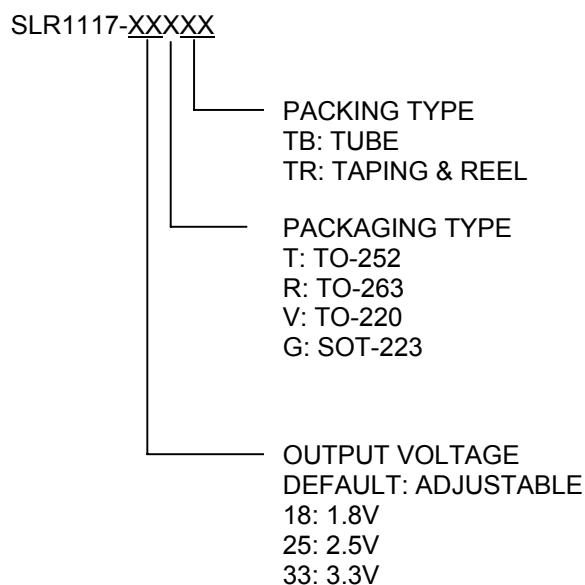 SLR1117-XXXXX
PACKING TYPE
TB: TUBE
TR: TAPING & REEL
PACKAGING TYPE
T: TO-252
R: TO-263
V: TO-220
G: SOT-223
OUTPUT VOLTAGE
DEFAULT: ADJUSTABLE
18: 1.8V
25: 2.5V
33: 3.3V